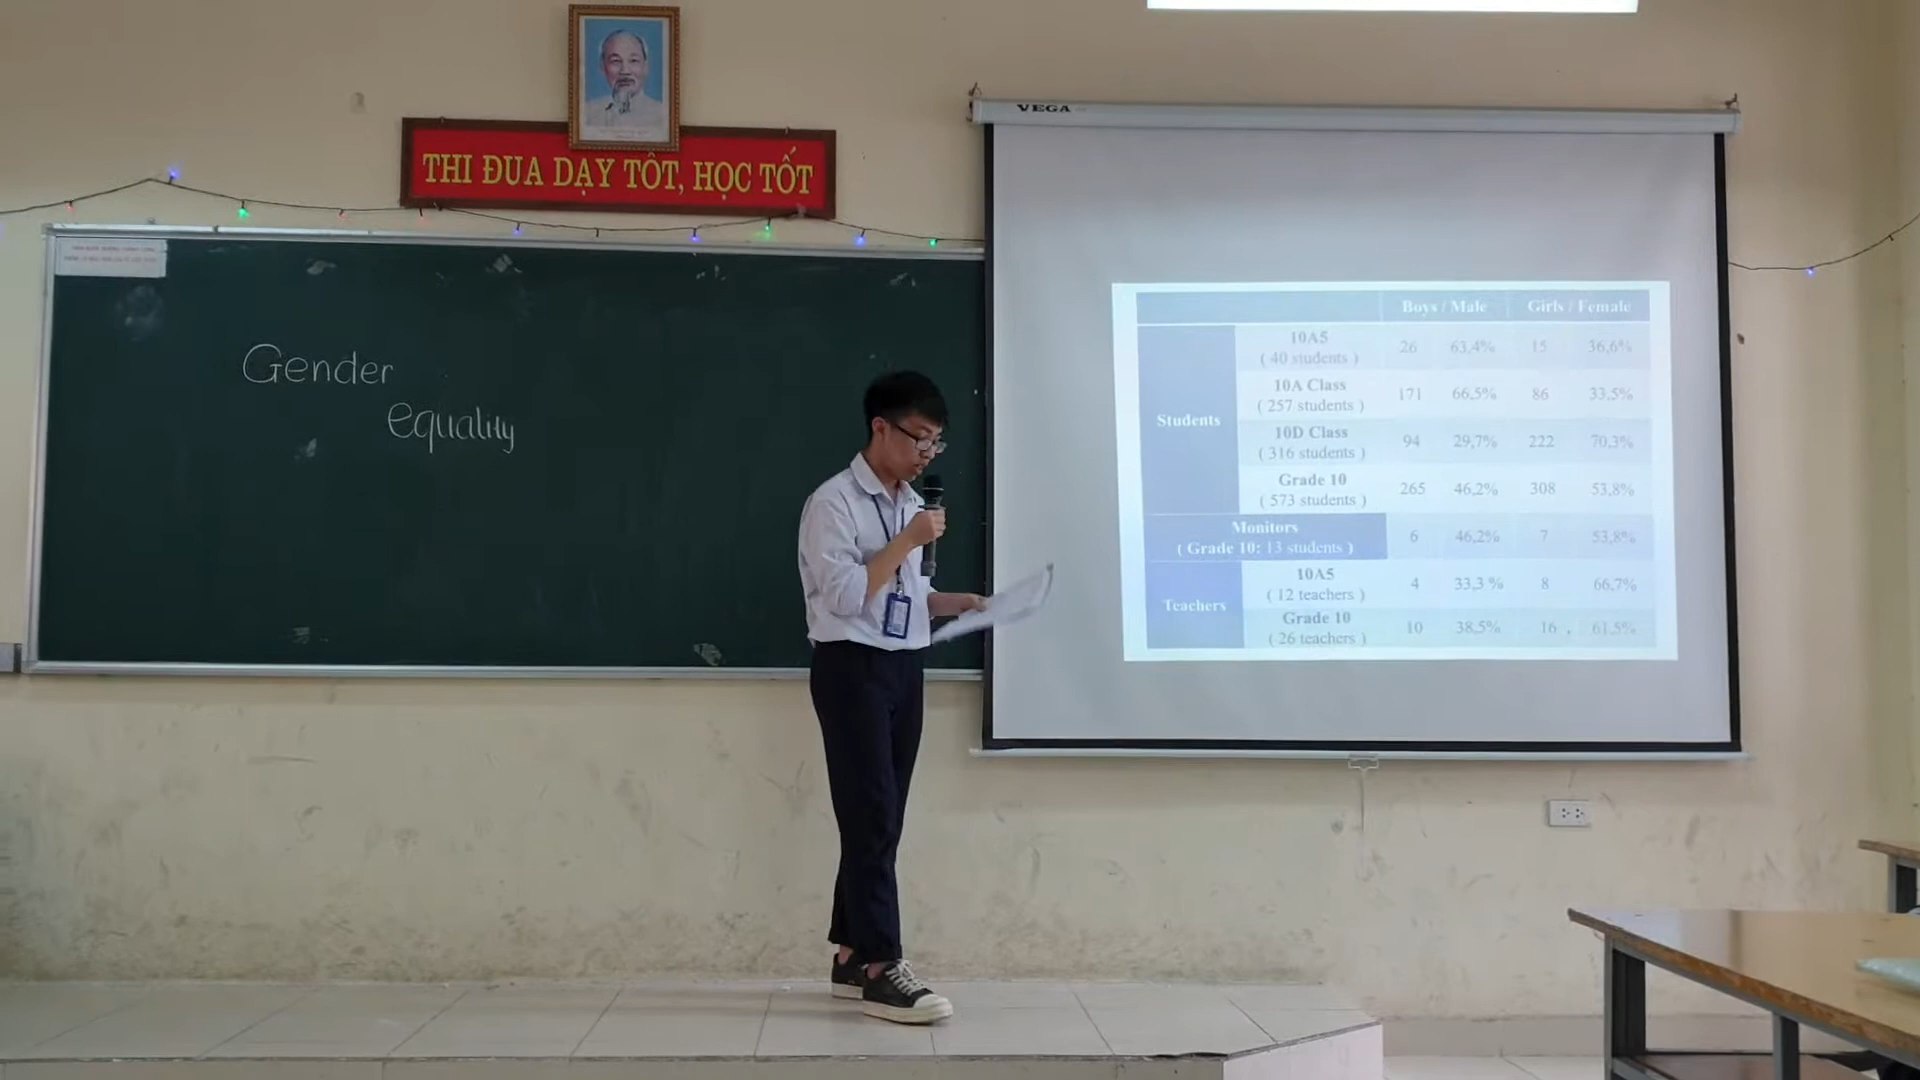 THI ĐUA DẠY TỐT, HỌC TỐT
VEGA
Gender
equality
Boys / Male Girls / Female
Students
10A5
( 40 students )
26 63,4% 15 36,6%
10A Class
( 257 students )
171 66,5% 86 33,5%
10D Class
( 316 students )
94 29,7% 222 70,3%
Grade 10
( 573 students )
265 46,2% 308 53,8%
Monitors
( Grade 10: 13 students )
6 46,2% 7 53,8%
Teachers
10A5
( 12 teachers )
4 33,3 % 8 66,7%
Grade 10
( 26 teachers )
10 38,5% 16 , 61,5%